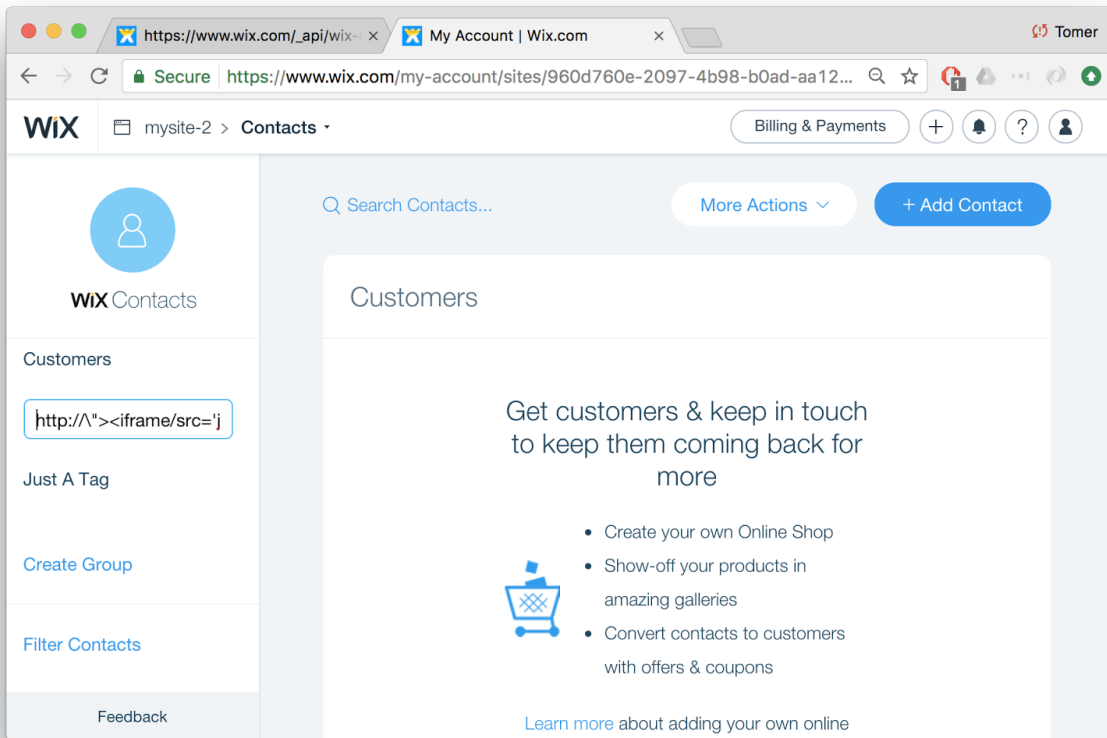 https://www.wix.com/_api/wix-
My Account | Wix.com
Tomer
Secure https://www.wix.com/my-account/sites/960d760e-2097-4b98-b0ad-aa12...
1
WiX mysite-2 > Contacts
Billing & Payments
?
Search Contacts...
More Actions
+ Add Contact
WiX Contacts
Customers
Customers
http://\"><iframe/src='j
Just A Tag
Create Group
Filter Contacts
Feedback
Get customers & keep in touch
to keep them coming back for
more
• Create your own Online Shop
• Show-off your products in
amazing galleries
• Convert contacts to customers
with offers & coupons
Learn more about adding your own online